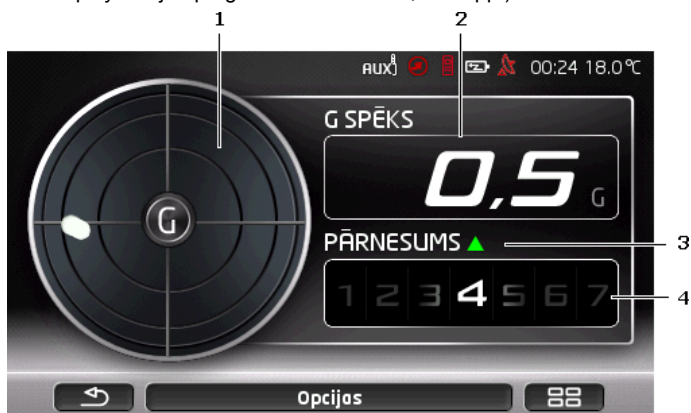 1
2
AUX 00:24 18.0°C
G SPĒKS
0,5 G
G
PĀRNESUMS
3
1 2 3 4 5 6 7
4
Opcijas